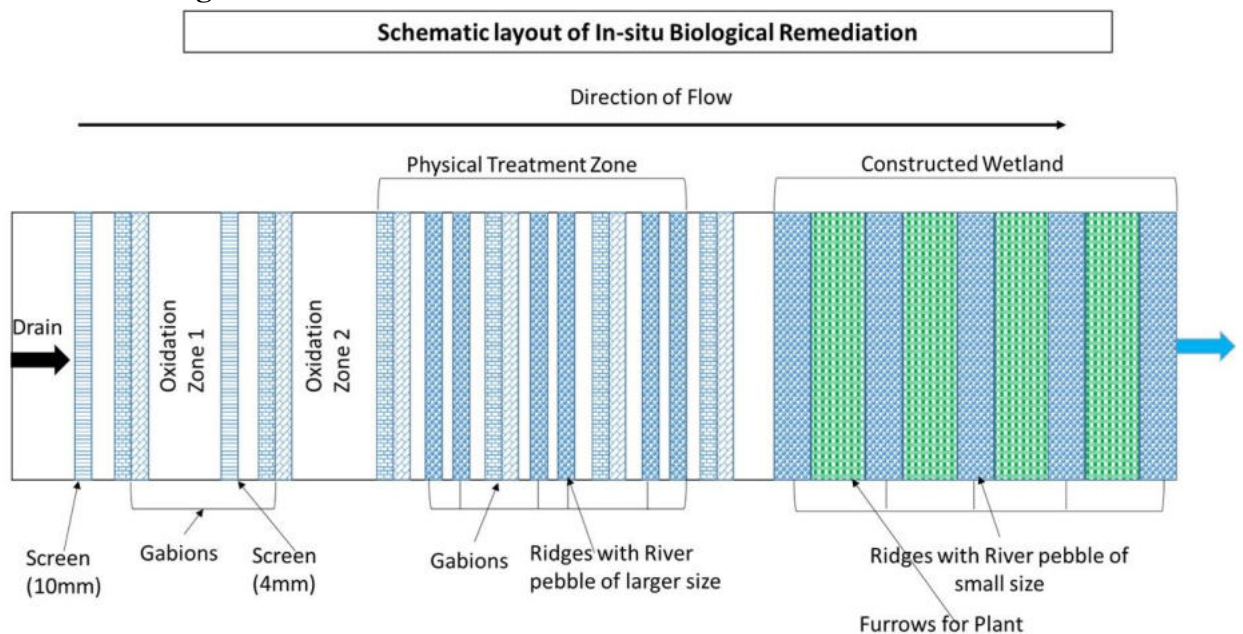 Schematic layout of In-situ Biological Remediation
Direction of Flow
Physical Treatment Zone
Constructed Wetland
Drain
Oxidation
Zone 1
Oxidation
Zone 2
Screen
(10mm)
Gabions
Screen
(4mm)
Gabions
Ridges with River
pebble of larger size
Ridges with River pebble of
small size
Furrows for Plant